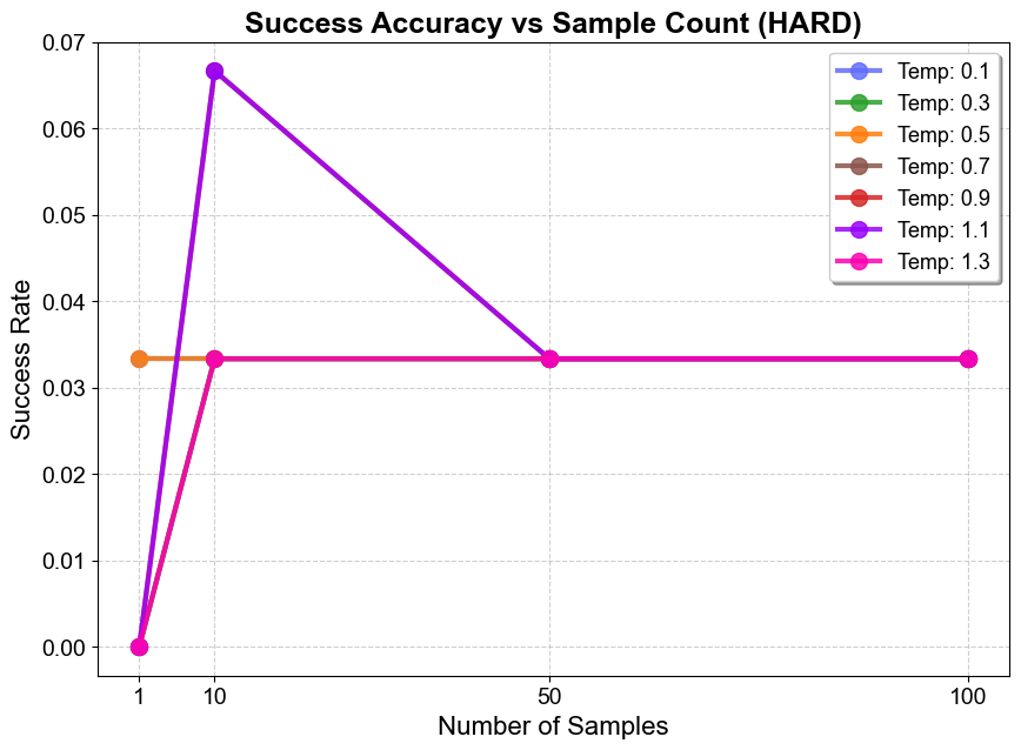 Success Accuracy vs Sample Count (HARD)
0.07
0.06
0.05
0.04
0.03
0.02
0.01
0.00
Success Rate
Temp: 0.1
Temp: 0.3
Temp: 0.5
Temp: 0.7
Temp: 0.9
Temp: 1.1
Temp: 1.3
1 10 50 100
Number of Samples